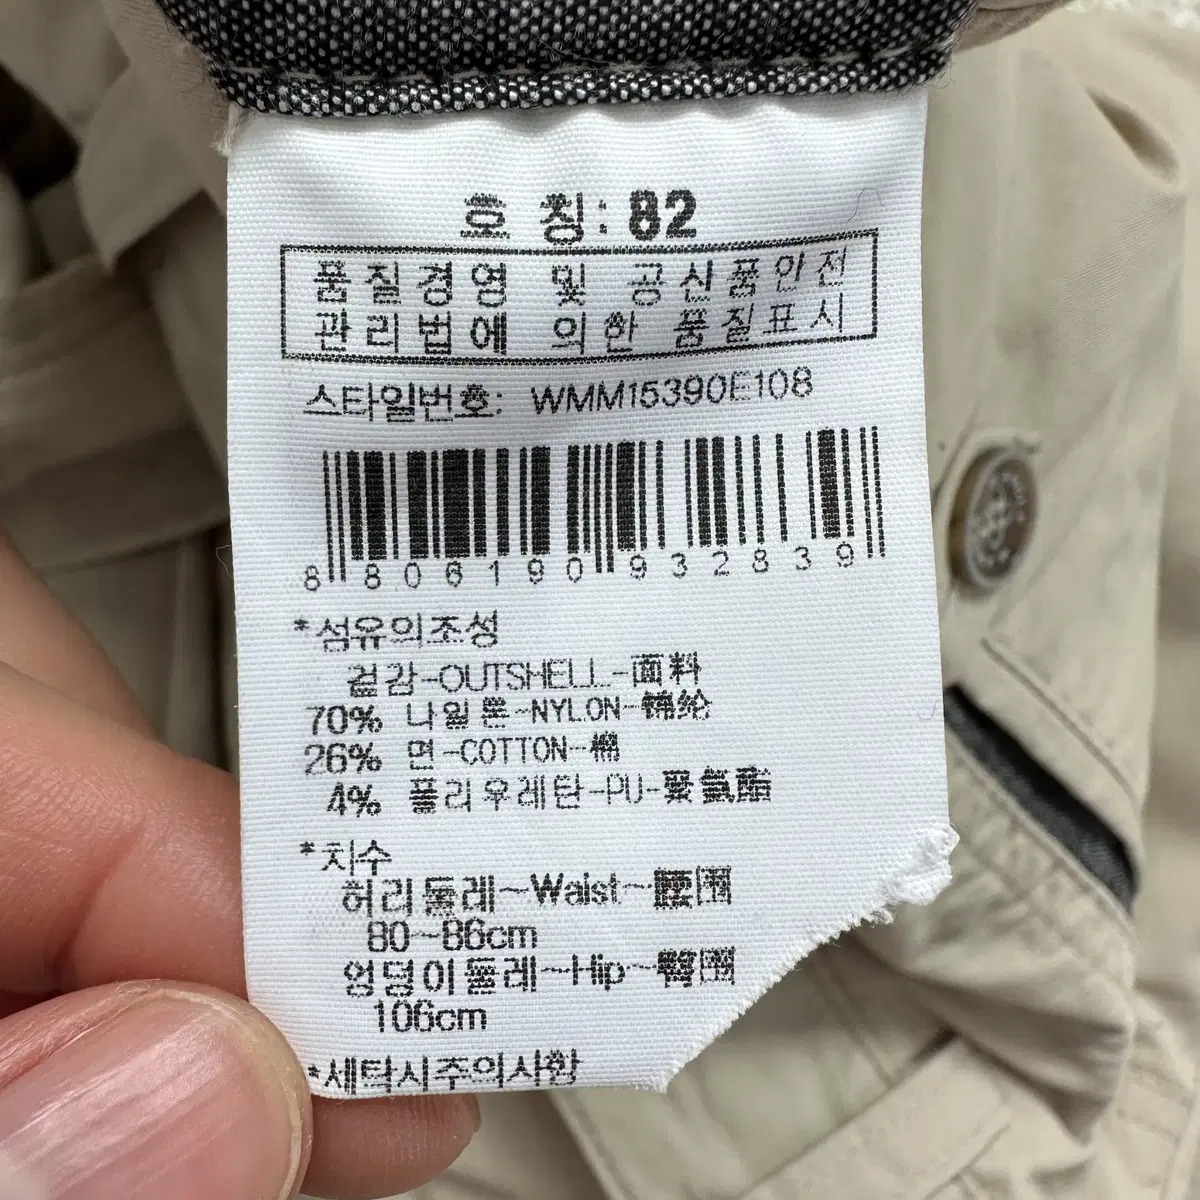 호 칭: 82
품질경영 및 공산품안전
관리법에 의한 품질표시
스타일번호: WMM15390E108
8 806190 932839
*섬유의조성
겉감-OUTSHELL-面料
70% 나일론-NYLON-锦纶
26% 면-COTTON-棉
4% 폴리우레탄-PU-聚氨酯
*치수
허리둘레~Waist~腰围
80~86cm
엉덩이둘레~Hip~臀围
106cm
*세탁시주의사항